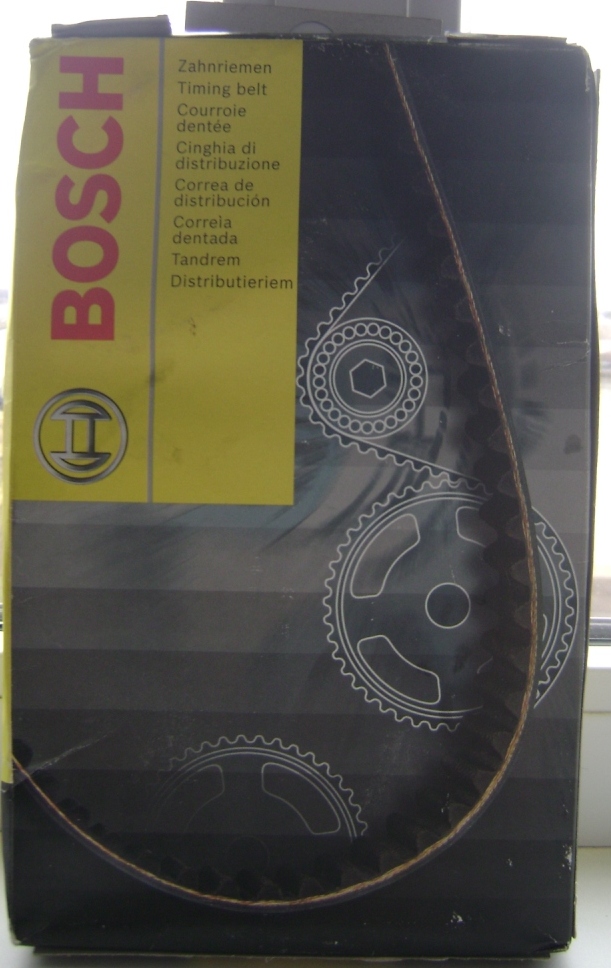 BOSCH
Zahnriemen
Timing belt
Courroie
dentée
Cinghia di
distribuzione
Correa de
distribución
Correia
dentada
Tandrem
Distributieriem